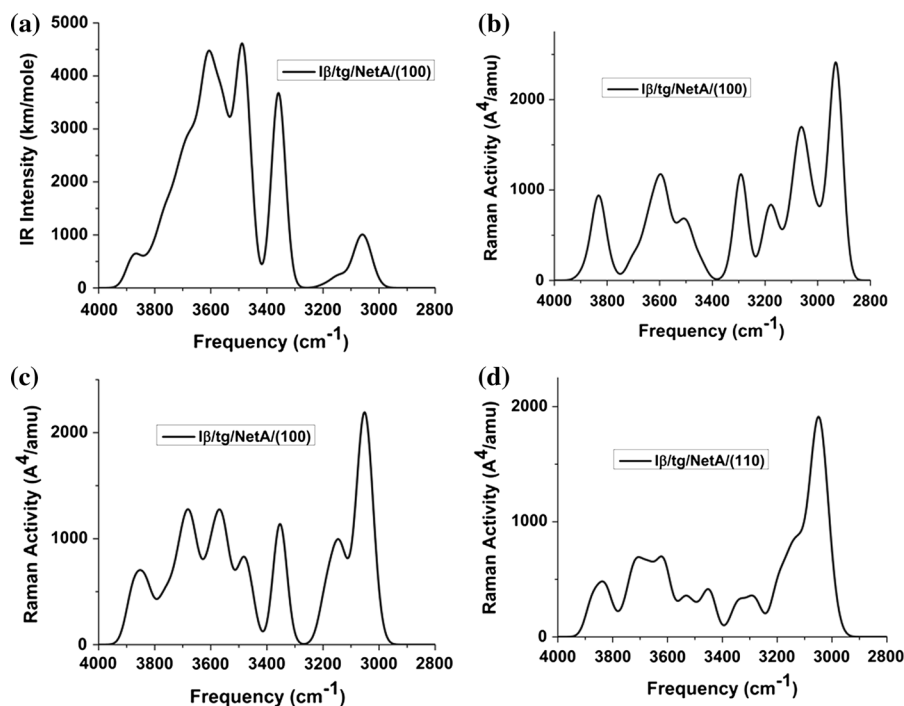 (a)
5000
4000
3000
2000
1000
0
IR Intensity (km/mole)
Iβ/tg/NetA/(100)
4000 3800 3600 3400 3200 3000 2800
Frequency (cm-1)
(b)
2000
1000
0
Raman Activity (A4/amu)
Iβ/tg/NetA/(100)
4000 3800 3600 3400 3200 3000 2800
Frequency (cm-1)
(c)
2000
1000
0
Raman Activity (A4/amu)
Iβ/tg/NetA/(100)
4000 3800 3600 3400 3200 3000 2800
Frequency (cm-1)
(d)
2000
1000
0
Raman Activity (A4/amu)
Iβ/tg/NetA/(110)
4000 3800 3600 3400 3200 3000 2800
Frequency (cm-1)